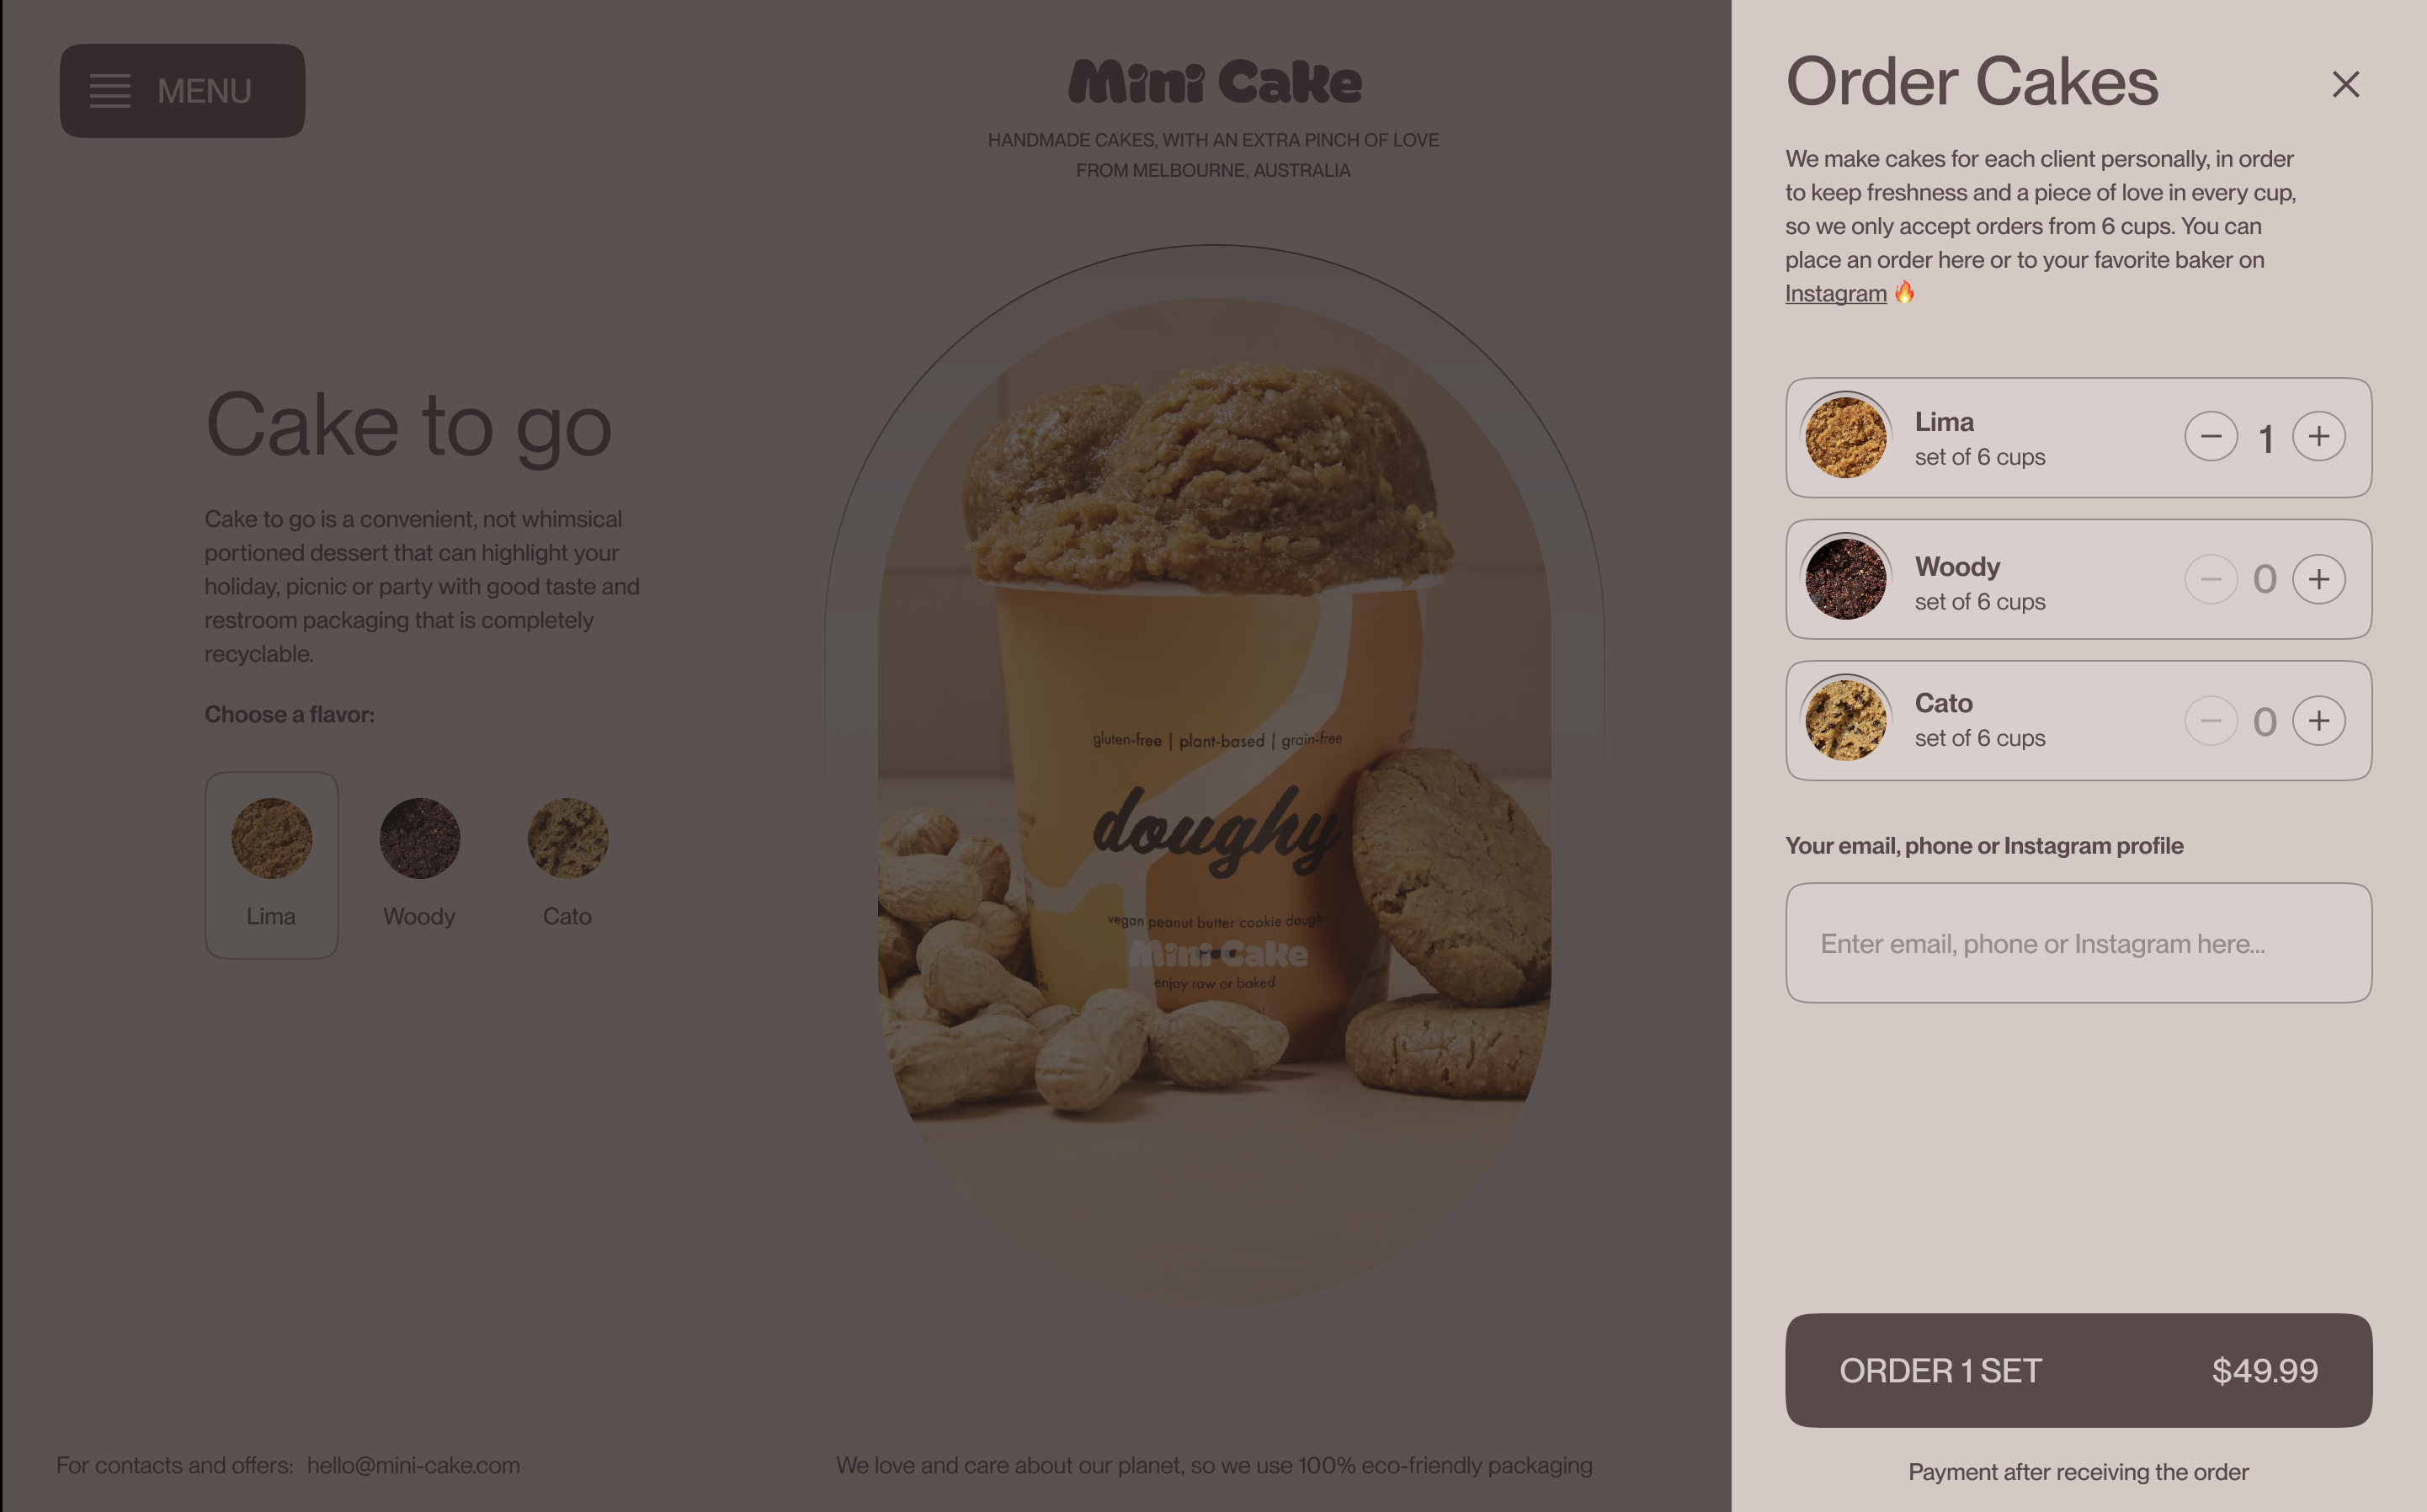 MENU
Mini Cake
HANDMADE CAKES, WITH AN EXTRA PINCH OF LOVE
FROM MELBOURNE, AUSTRALIA
Cake to go
Cake to go is a convenient, not whimsical
portioned dessert that can highlight your
holiday, picnic or party with good taste and
restroom packaging that is completely
recyclable.
Choose a flavor:
Lima
Woody
Cato
gluten-free | plant-based | grain-free
doughy
vegan peanut butter cookie dough
Mini Cake
enjoy raw or baked
For contacts and offers: hello@mini-cake.com
We love and care about our planet, so we use 100% eco-friendly packaging
Order Cakes
We make cakes for each client personally, in order
to keep freshness and a piece of love in every cup,
so we only accept orders from 6 cups. You can
place an order here or to your favorite baker on
Instagram 🔥
Lima
set of 6 cups
1
Woody
set of 6 cups
0
Cato
set of 6 cups
0
Your email, phone or Instagram profile
Enter email, phone or Instagram here...
ORDER 1 SET $49.99
Payment after receiving the order